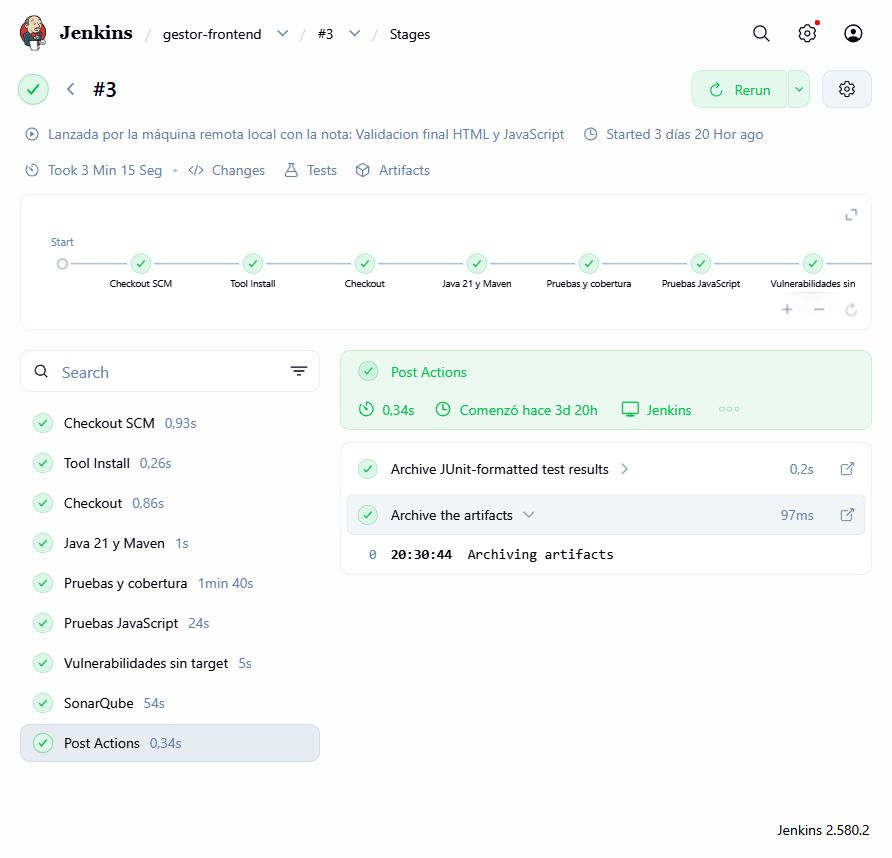 Jenkins / gestor-frontend / #3 / Stages
#3
Rerun
Lanzada por la máquina remota local con la nota: Validacion final HTML y JavaScript Started 3 días 20 Hor ago
Took 3 Min 15 Seg • Changes Tests Artifacts
Start
Checkout SCM Tool Install Checkout Java 21 y Maven Pruebas y cobertura Pruebas JavaScript Vulnerabilidades sin
Search
Checkout SCM 0,93s
Tool Install 0,26s
Checkout 0,86s
Java 21 y Maven 1s
Pruebas y cobertura 1min 40s
Pruebas JavaScript 24s
Vulnerabilidades sin target 5s
SonarQube 54s
Post Actions 0,34s
Post Actions
0,34s Comenzó hace 3d 20h Jenkins
Archive JUnit-formatted test results 0,2s
Archive the artifacts 97ms
0 20:30:44 Archiving artifacts
Jenkins 2.580.2